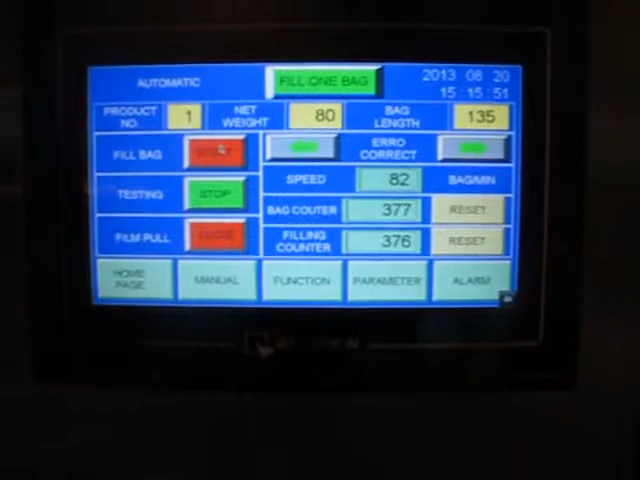 AUTOMATIC
FILL ONE BAG
2013 08 20
15:15:51
PRODUCT NO.
1
NET WEIGHT
80
BAG LENGTH
135
FILL BAG
ERRO CORRECT
TESTING
STOP
SPEED
82
BAG/MIN
BAG COUTER
377
RESET
FILM PULL
CLOSE
FILLING COUNTER
376
RESET
HOME PAGE
MANUAL
FUNCTION
PARAMETER
ALARM